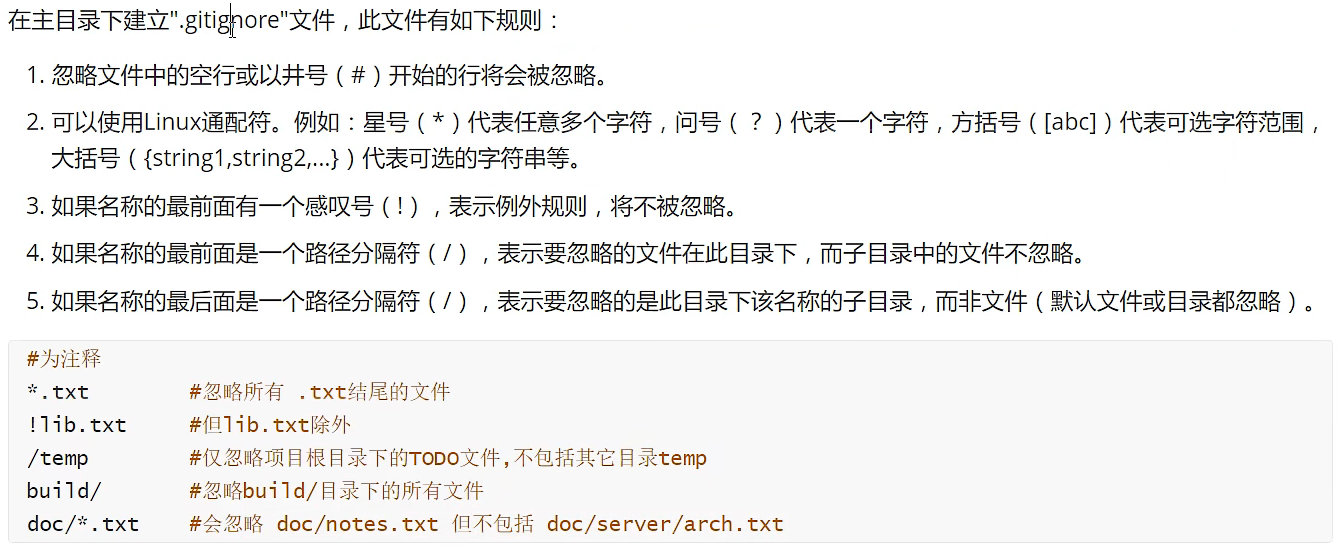 在主目录下建立".gitignore"文件，此文件有如下规则：
1. 忽略文件中的空行或以井号（#）开始的行将会被忽略。
2. 可以使用Linux通配符。例如：星号（*）代表任意多个字符，问号（？）代表一个字符，方括号（[abc]）代表可选字符范围，
大括号（{string1,string2,...}）代表可选的字符串等。
3. 如果名称的最前面有一个感叹号（!），表示例外规则，将不被忽略。
4. 如果名称的最前面是一个路径分隔符（/），表示要忽略的文件在此目录下，而子目录中的文件不忽略。
5. 如果名称的最后面是一个路径分隔符（/），表示要忽略的是此目录下该名称的子目录，而非文件（默认文件或目录都忽略）。
#为注释
*.txt #忽略所有 .txt结尾的文件
!lib.txt #但lib.txt除外
/temp #仅忽略项目根目录下的TODO文件,不包括其它目录temp
build/ #忽略build/目录下的所有文件
doc/*.txt #会忽略 doc/notes.txt 但不包括 doc/server/arch.txt